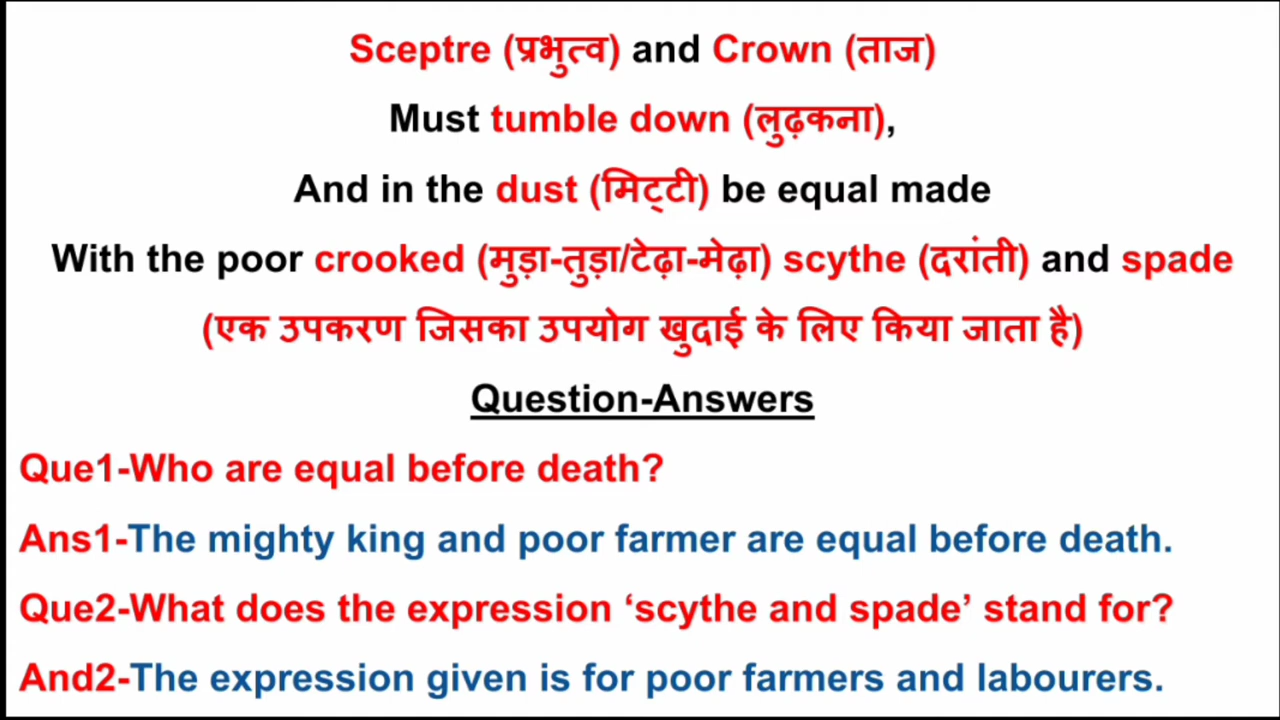 Sceptre (प्रभुत्व) and Crown (ताज)
Must tumble down (लुढ़कना),
And in the dust (मिट्टी) be equal made
With the poor crooked (मुड़ा-तुड़ा/टेढ़ा-मेढ़ा) scythe (दरांती) and spade
(एक उपकरण जिसका उपयोग खुदाई के लिए किया जाता है)
Question-Answers
Que1-Who are equal before death?
Ans1-The mighty king and poor farmer are equal before death.
Que2-What does the expression ‘scythe and spade’ stand for?
And2-The expression given is for poor farmers and labourers.